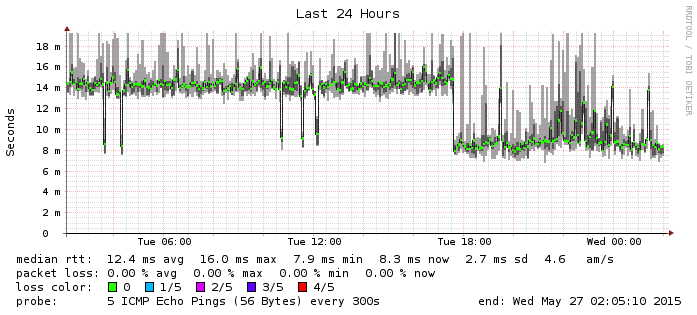 Last 24 Hours
RRDTOOL / TOBI OETIKER
Seconds
18 m
16 m
14 m
12 m
10 m
8 m
6 m
4 m
2 m
0
Tue 06:00 Tue 12:00 Tue 18:00 Wed 00:00
median rtt: 12.4 ms avg 16.0 ms max 7.9 ms min 8.3 ms now 2.7 ms sd 4.6 am/s
packet loss: 0.00 % avg 0.00 % max 0.00 % min 0.00 % now
loss color: 0 1/5 2/5 3/5 4/5
probe: 5 ICMP Echo Pings (56 Bytes) every 300s end: Wed May 27 02:05:10 2015